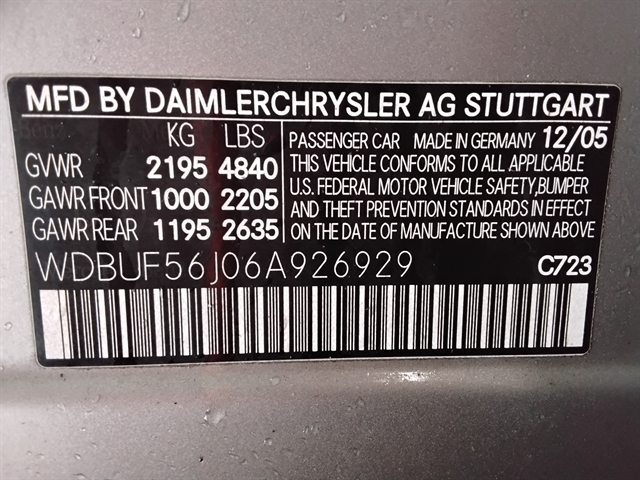 MFD BY DAIMLERCHRYSLER AG STUTTGART
KG LBS
GVWR 2195 4840
GAWR FRONT 1000 2205
GAWR REAR 1195 2635
PASSENGER CAR MADE IN GERMANY 12/05
THIS VEHICLE CONFORMS TO ALL APPLICABLE
U.S. FEDERAL MOTOR VEHICLE SAFETY,BUMPER
AND THEFT PREVENTION STANDARDS IN EFFECT
ON THE DATE OF MANUFACTURE SHOWN ABOVE
WDBUF56J06A926929 C723